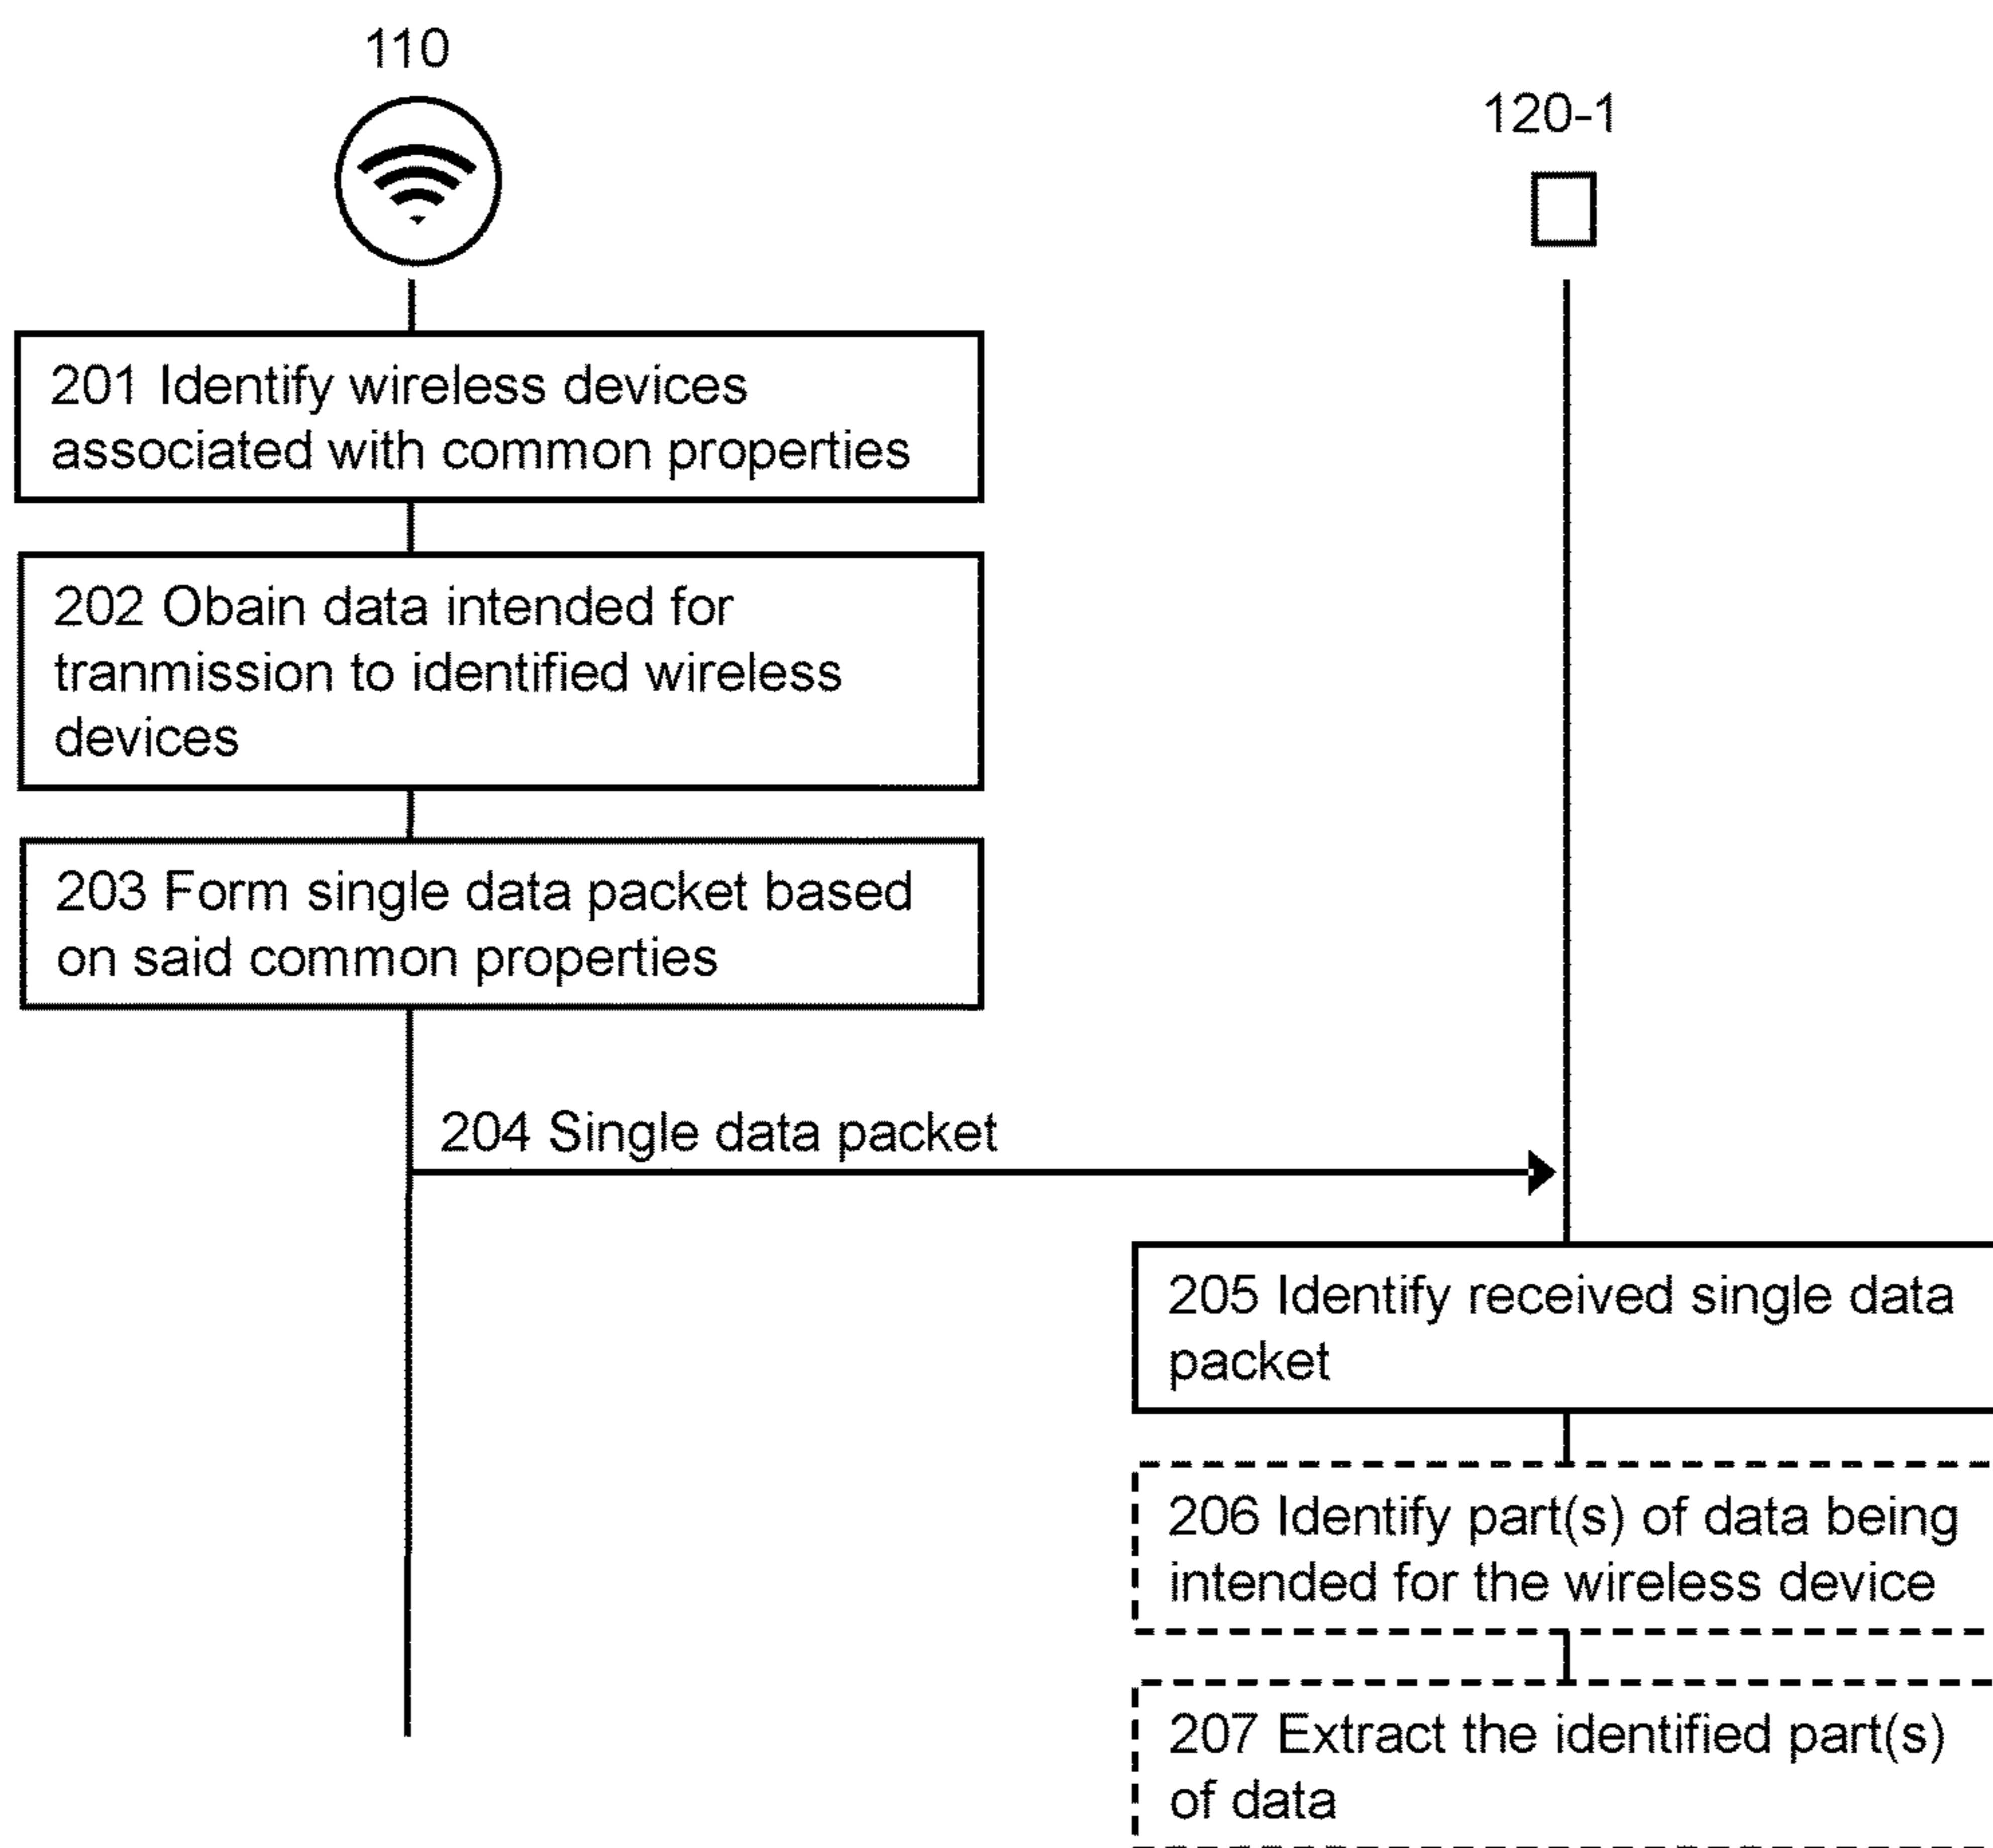 110
120-1
201 Identify wireless devices
associated with common properties
202 Obain data intended for
tranmission to identified wireless
devices
203 Form single data packet based
on said common properties
204 Single data packet
205 Identify received single data
packet
206 Identify part(s) of data being
intended for the wireless device
207 Extract the identified part(s)
of data